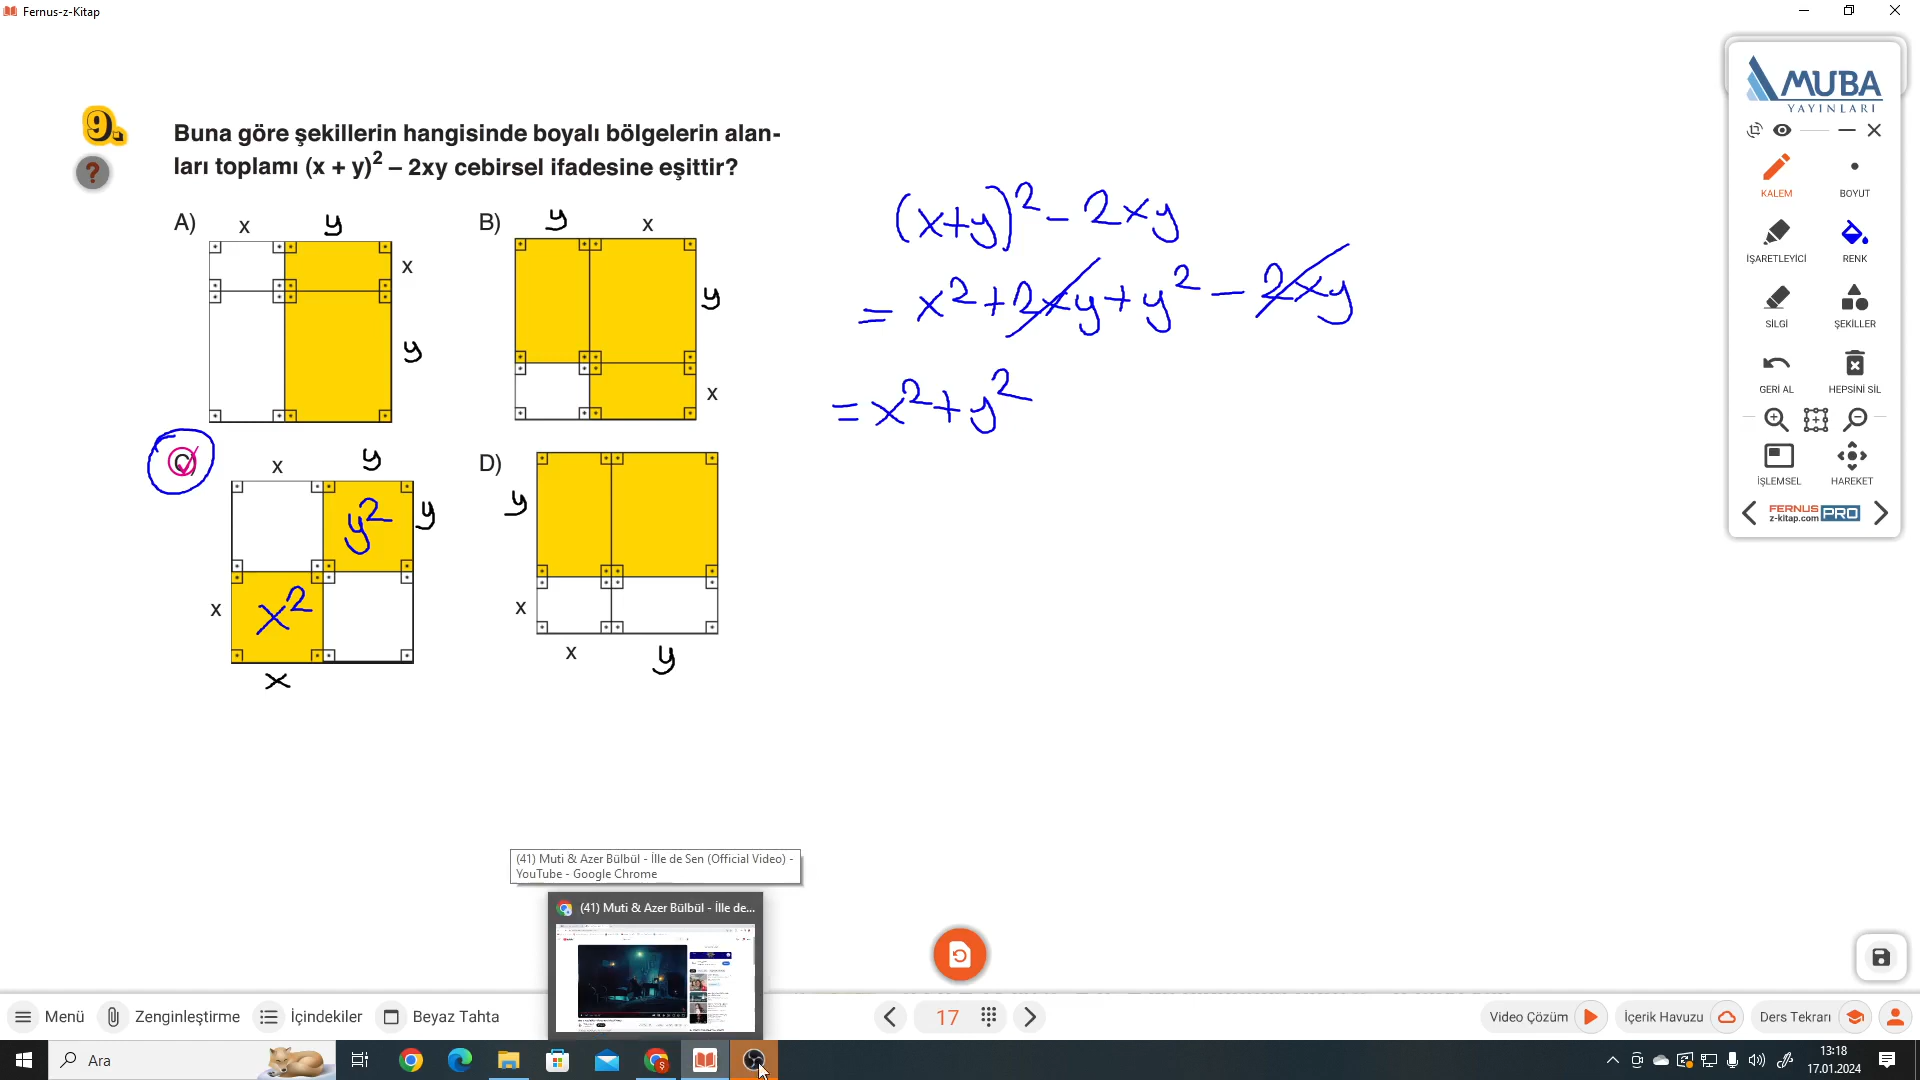 Fernus-z-Kitap
MUBA
YAYINLARI
9.
Buna göre şekillerin hangisinde boyalı bölgelerin alan-
ları toplamı (x + y)² – 2xy cebirsel ifadesine eşittir?
?
A)
x
y
x
y
B)
y
x
y
x
(x+y)² – 2xy
= x² + 2xy + y² – 2xy
= x² + y²
C
x
y
y
y²
x
x²
x
D)
y
x
x
y
KALEM
BOYUT
İŞARETLEYİCİ
RENK
SİLGİ
ŞEKİLLER
GERİ AL
HEPSİNİ SİL
İŞLEMSEL
HAREKET
FERNUS
z-kitap.com
PRO
(41) Muti & Azer Bülbül - İlle de Sen (Official Video) -
YouTube - Google Chrome
(41) Muti & Azer Bülbül - İlle de...
Menü
Zenginleştirme
İçindekiler
Beyaz Tahta
17
Video Çözüm
İçerik Havuzu
Ders Tekrarı
Ara
13:18
17.01.2024